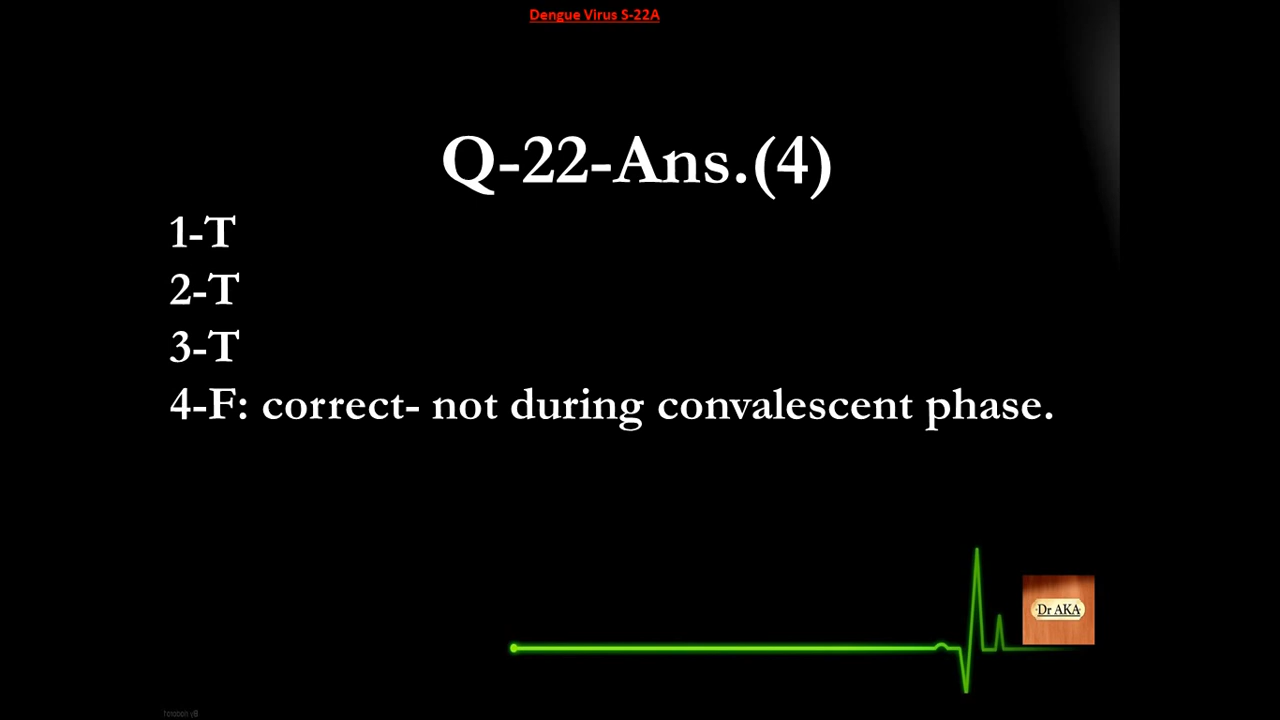 Dengue Virus S-22A
Q-22-Ans.(4)
1-T
2-T
3-T
4-F: correct- not during convalescent phase.
Dr AKA